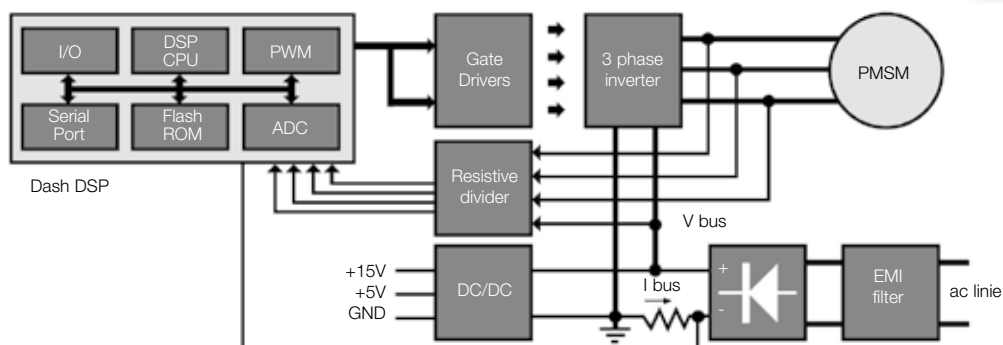 I/O
DSP
CPU
PWM
Serial
Port
Flash
ROM
ADC
Dash DSP
Gate
Drivers
3 phase
inverter
PMSM
Resistive
divider
V bus
+15V
+5V
GND
DC/DC
I bus
+
-
EMI
filter
ac linie